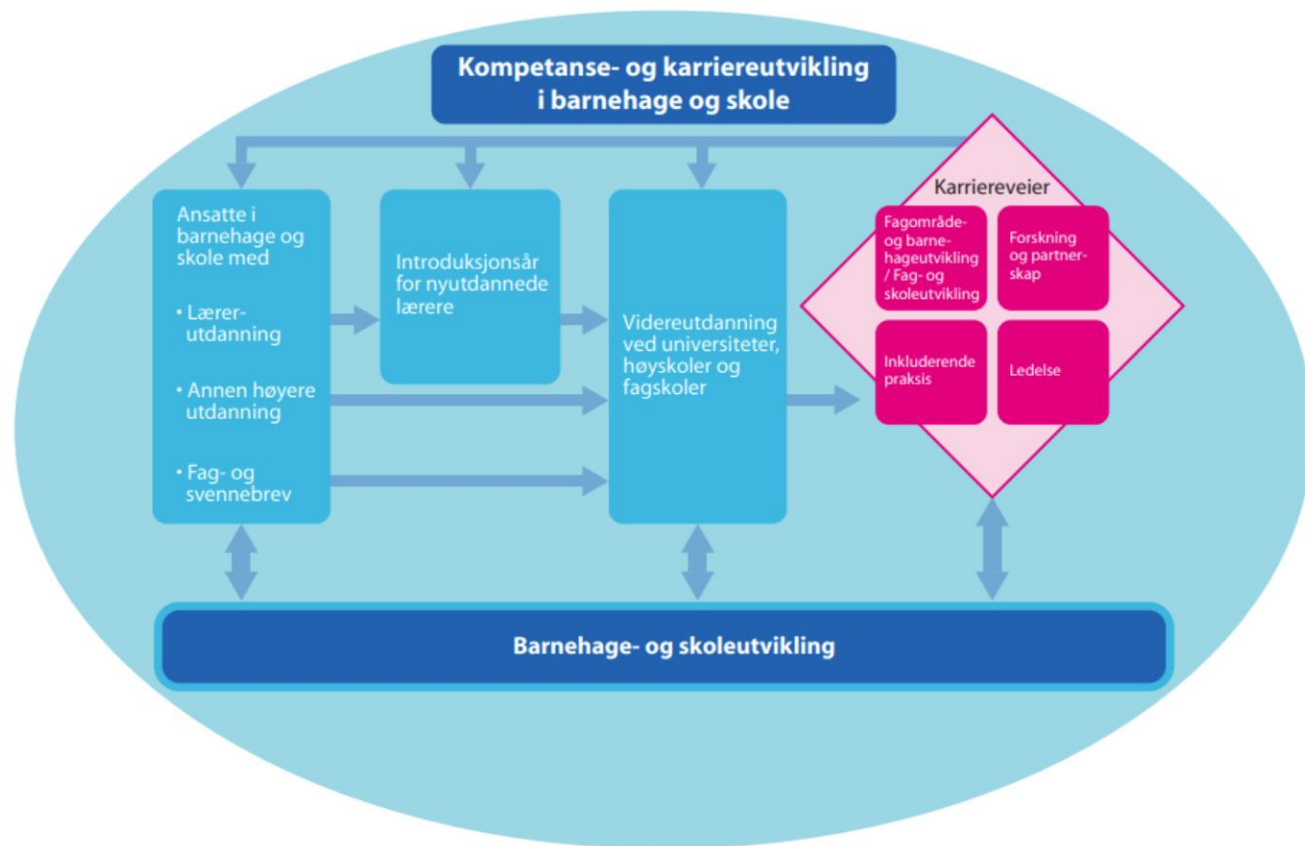 Kompetanse- og karriereutvikling
i barnehage og skole
Ansatte i
barnehage og
skole med
• Lærer-
utdanning
• Annen høyere
utdanning
• Fag- og
svennebrev
Introduksjonsår
for nyutdannede
lærere
Videreutdanning
ved universiteter,
høyskoler og
fagskoler
Karriereveier
Fagområde-
og barne-
hageutvikling
/ Fag- og
skoleutvikling
Forskning
og partner-
skap
Inkluderende
praksis
Ledelse
Barnehage- og skoleutvikling